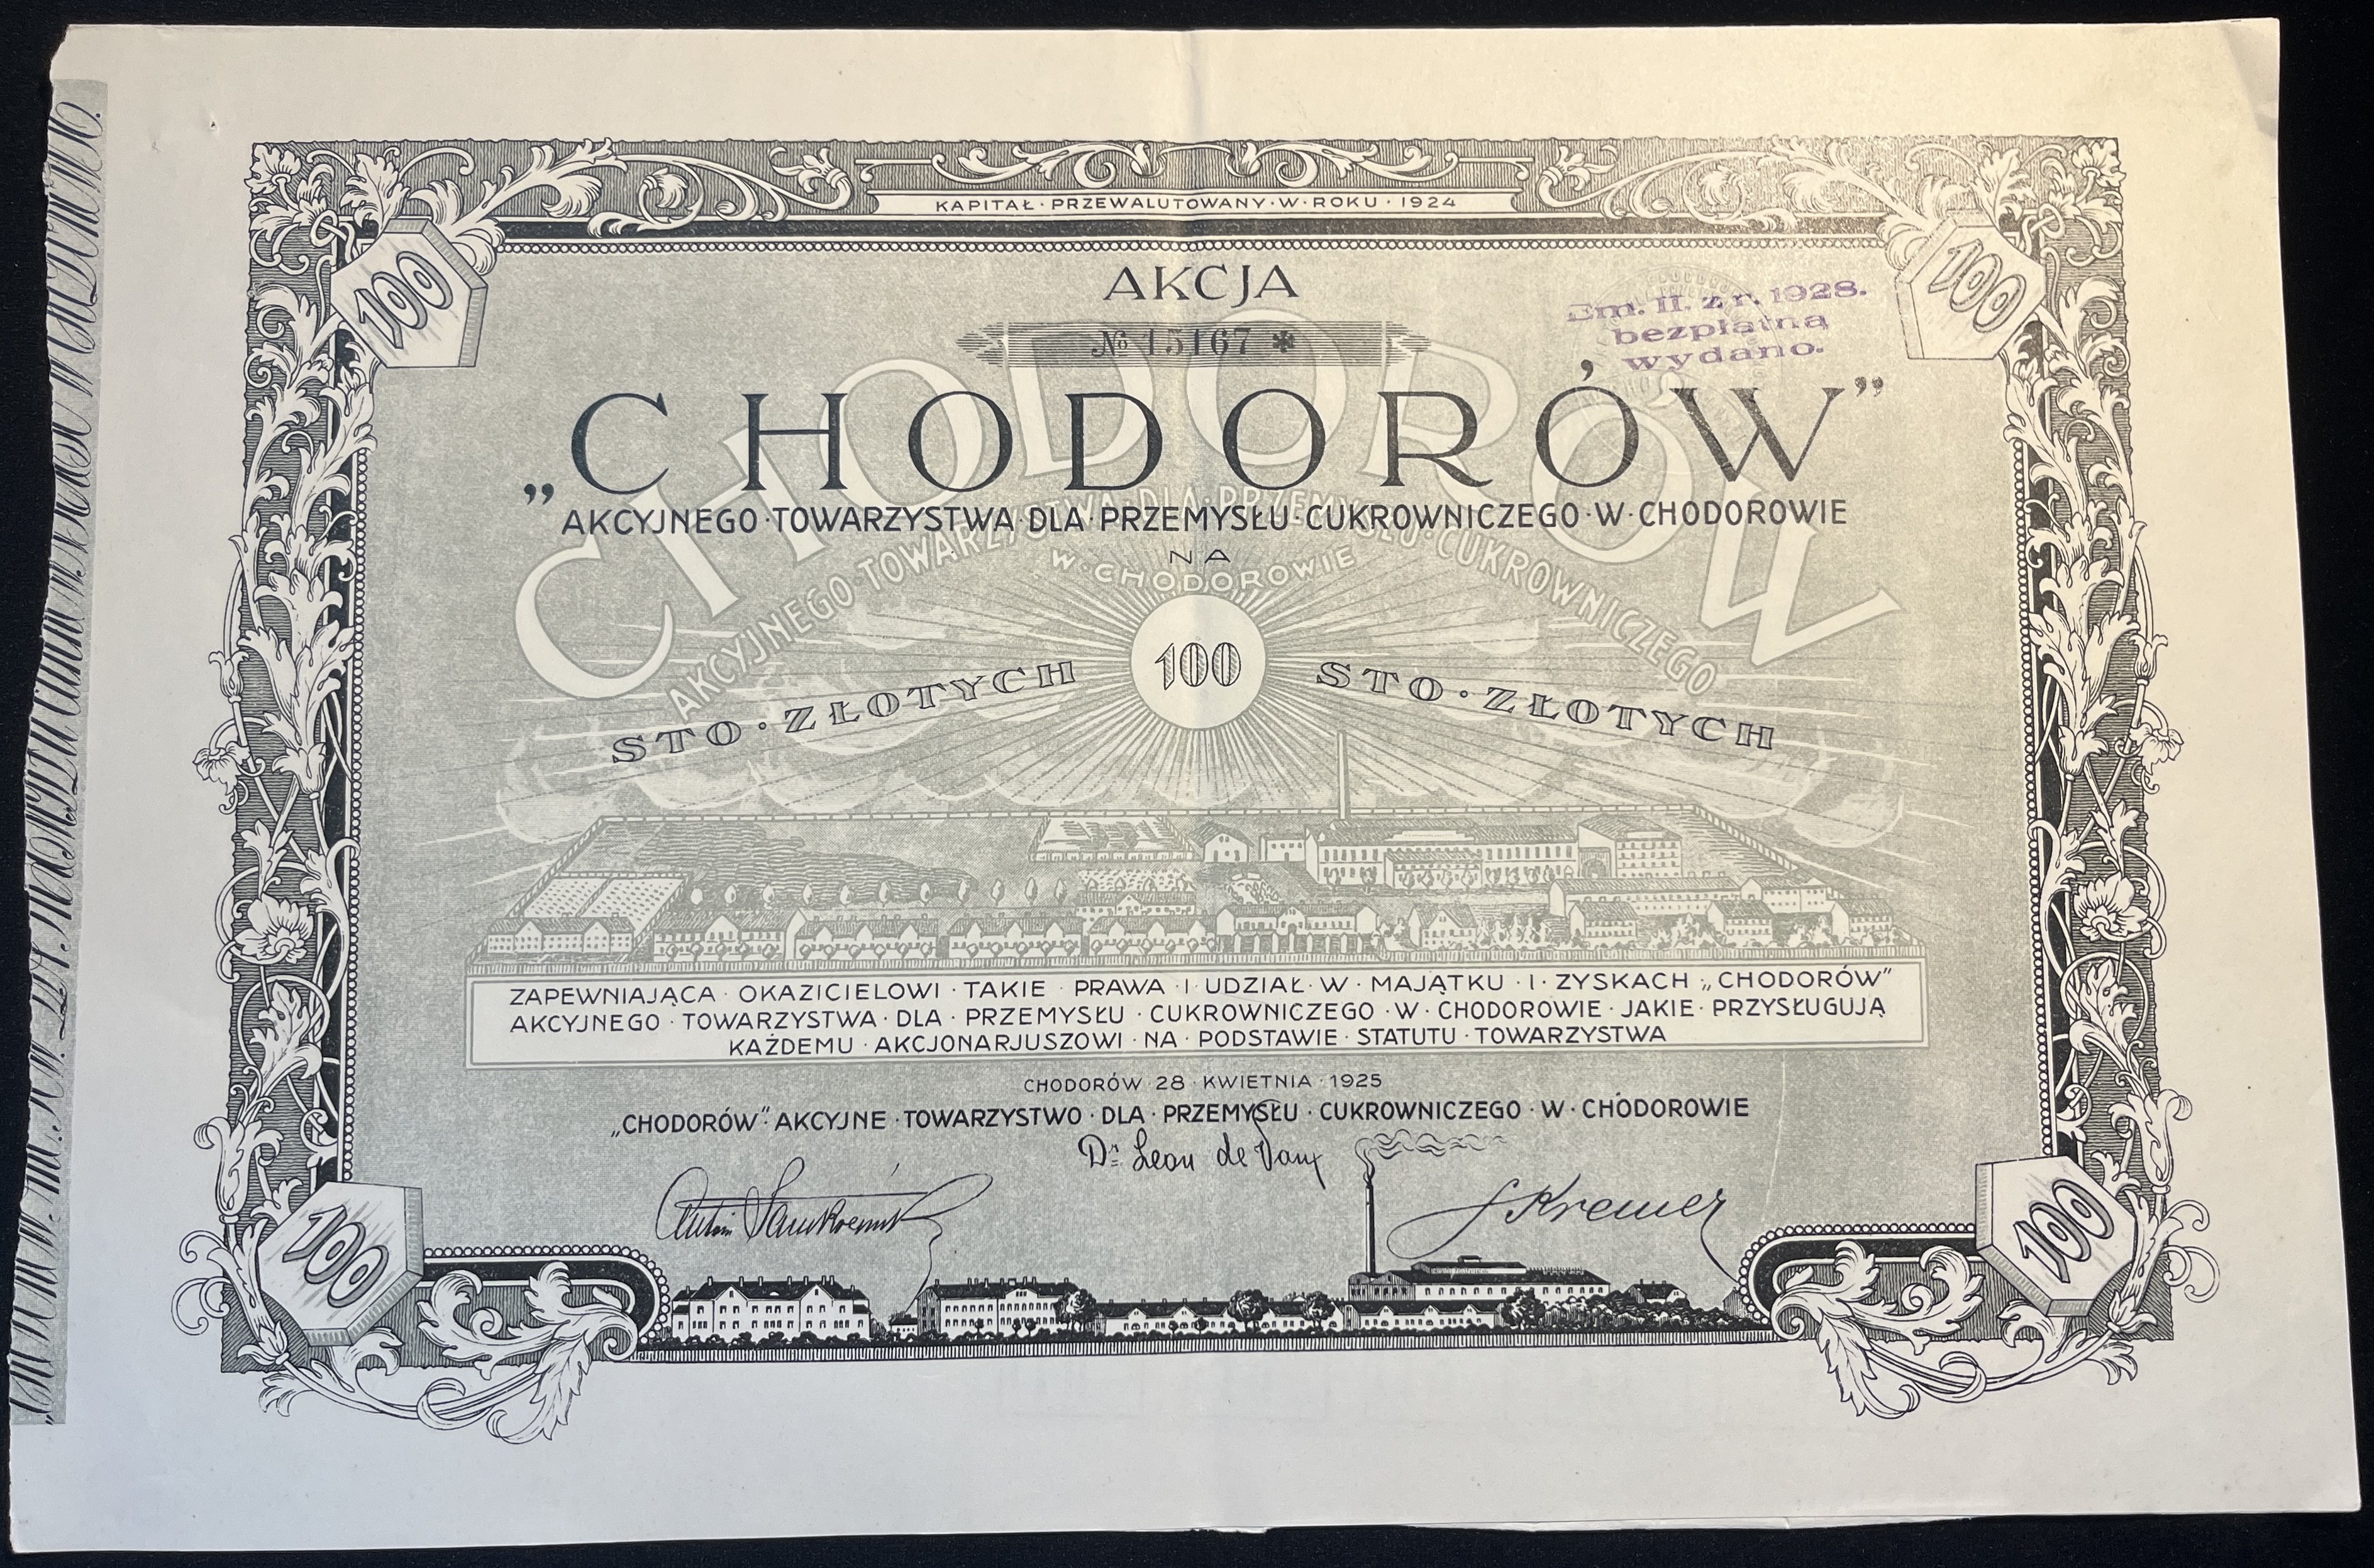 KAPITAŁ · PRZEWALUTOWANY · W · ROKU · 1924
100
100
AKCJA
№ 15167 *
Em. II. z r. 1928.
bezpłatną
wydano.
„CHODORÓW”
AKCYJNEGO · TOWARZYSTWA · DLA · PRZEMYSŁU · CUKROWNICZEGO · W · CHODOROWIE
NA
CHODORÓW
AKCYJNEGO · TOWARZYSTWA · DLA · PRZEMYSŁU · CUKROWNICZEGO
W · CHODOROWIE
STO · ZŁOTYCH 100 STO · ZŁOTYCH
ZAPEWNIAJĄCA · OKAZICIELOWI · TAKIE · PRAWA · I · UDZIAŁ · W · MAJĄTKU · I · ZYSKACH „CHODORÓW”
AKCYJNEGO · TOWARZYSTWA · DLA · PRZEMYSŁU · CUKROWNICZEGO · W · CHODOROWIE · JAKIE · PRZYSŁUGUJĄ
KAŻDEMU · AKCJONARJUSZOWI · NA · PODSTAWIE · STATUTU · TOWARZYSTWA
CHODORÓW · 28 · KWIETNIA · 1925
„CHODORÓW” AKCYJNE · TOWARZYSTWO · DLA · PRZEMYSŁU · CUKROWNICZEGO · W · CHODOROWIE
Dr Leon de Vaux
Kremer
100
100